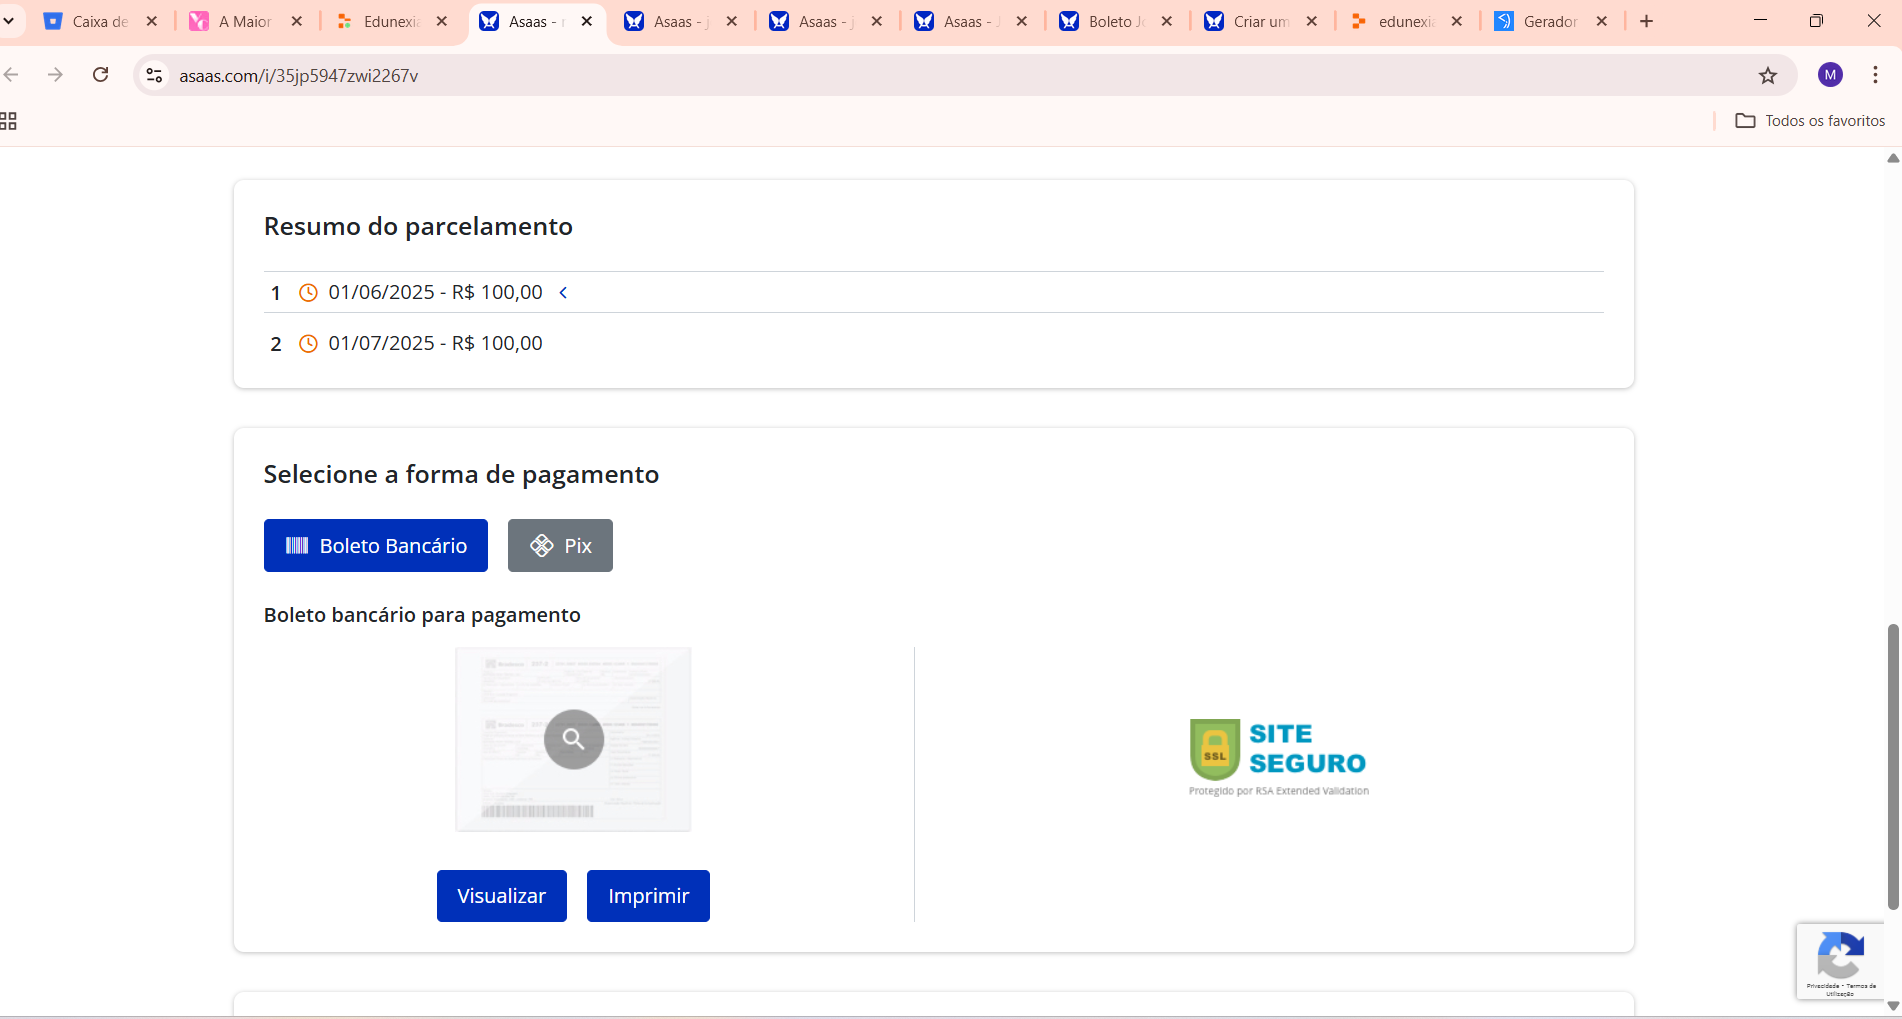 Caixa de
A Maior
Edunexia
Asaas -
Asaas - j
Asaas - j
Asaas - J
Boleto Jo
Criar um
edunexia
Gerador
asaas.com/i/35jp5947zwi2267v
M
Todos os favoritos
Resumo do parcelamento
1 01/06/2025 - R$ 100,00
2 01/07/2025 - R$ 100,00
Selecione a forma de pagamento
Boleto Bancário
Pix
Boleto bancário para pagamento
SSL
SITE
SEGURO
Protegido por RSA Extended Validation
Visualizar
Imprimir
Privacidade - Termos de
Utilização